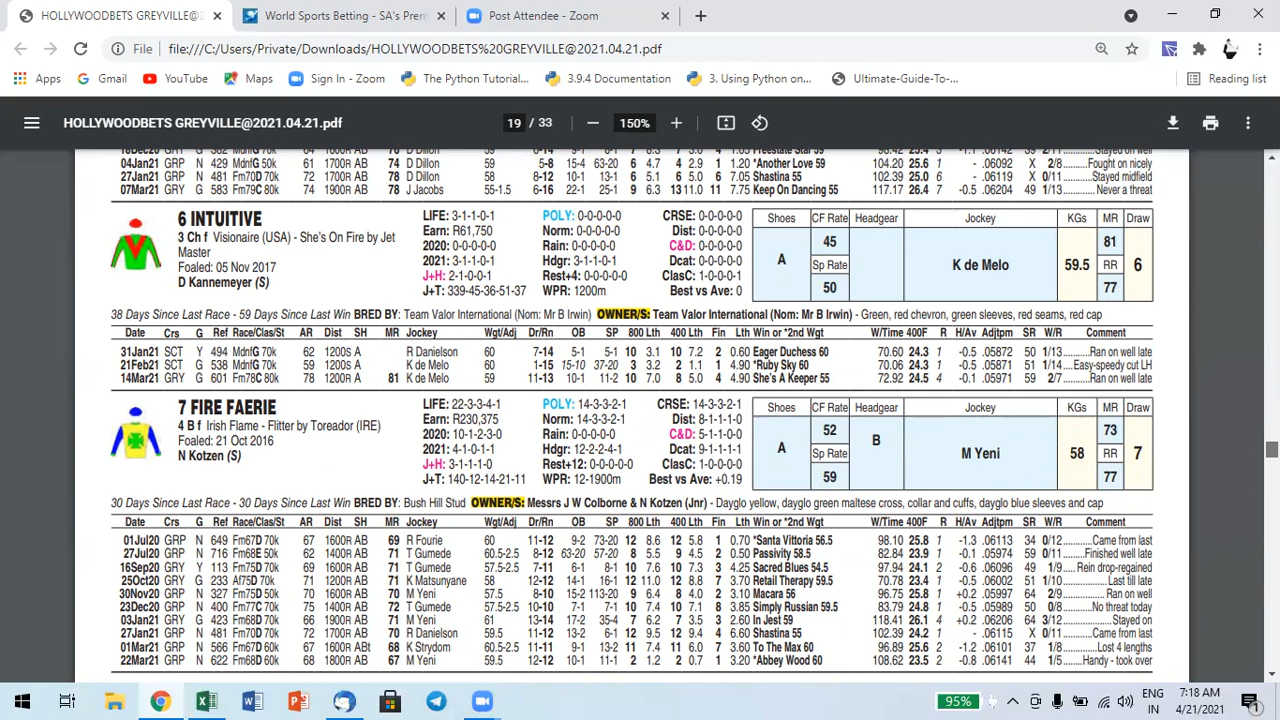 HOLLYWOODBETS GREYVILLE@
World Sports Betting - SA's Prem
Post Attendee - Zoom
File
file:///C:/Users/Private/Downloads/HOLLYWOODBETS%20GREYVILLE@2021.04.21.pdf
Apps Gmail YouTube Maps Sign In - Zoom The Python Tutorial... 3.9.4 Documentation 3. Using Python on... Ultimate-Guide-To-... Reading list
HOLLYWOODBETS GREYVILLE@2021.04.21.pdf 19 / 33 150%
04Jan21 GRP N 429 MdnfG 50k 61 1700R AB 74 D Dillon 59 5-8 15-4 63-20 6 4.7 4 2.9 1 1.20 *Another Love 59 104.20 25.6 1 - .06092 X 2/8 Fought on nicely
27Jan21 GRP N 481 Fm70D 72k 72 1700R AB 78 D Dillon 58 8-12 10-1 12-1 6 5.1 6 5.0 6 7.05 Shastina 55 102.39 25.0 6 - .06119 X 0/11 Stayed midfield
07Mar21 GRY G 583 Fm79C 80k 74 1900R AB 78 J Jacobs 55-1.5 6-16 22-1 25-1 9 6.3 13 11.0 11 7.75 Keep On Dancing 55 117.17 26.4 7 -0.5 .06204 49 1/13 Never a threat
6 INTUITIVE
3 Ch f Visionaire (USA) - She's On Fire by Jet
Master
Foaled: 05 Nov 2017
D Kannemeyer (S)
LIFE: 3-1-1-0-1 POLY: 0-0-0-0-0 CRSE: 0-0-0-0-0
Earn: R61,750 Norm: 0-0-0-0-0 Dist: 0-0-0-0-0
2020: 0-0-0-0-0 Rain: 0-0-0-0-0 C&D: 0-0-0-0-0
2021: 3-1-1-0-1 Hdgr: 3-1-1-0-1 Dcat: 0-0-0-0-0
J+H: 2-1-0-0-1 Rest+4: 0-0-0-0-0 ClasC: 1-0-0-0-1
J+T: 339-45-36-51-37 WPR: 1200m Best vs Ave: 0
Shoes CF Rate Headgear Jockey KGs MR Draw
A 45 K de Melo 59.5 81 6
Sp Rate RR
50 77
38 Days Since Last Race - 59 Days Since Last Win BRED BY: Team Valor International (Nom: Mr B Irwin) OWNER/S: Team Valor International (Nom: Mr B Irwin) - Green, red chevron, green sleeves, red seams, red cap
Date Crs G Ref Race/Clas/St AR Dist SH MR Jockey Wgt/Adj Dr/Rn OB SP 800 Lth 400 Lth Fin Lth Win or *2nd Wgt W/Time 400F R H/Av Adjtpm SR W/R Comment
31Jan21 SCT Y 494 MdnfG 70k 62 1200S A R Danielson 60 7-14 5-1 5-1 10 3.1 10 7.2 2 0.60 Eager Duchess 60 70.60 24.3 1 -0.5 .05872 50 1/13 Ran on well late
21Feb21 SCT G 538 MdnfG 70k 59 1200S A K de Melo 60 1-15 15-10 37-20 3 3.2 2 1.1 1 4.90 *Ruby Sky 60 70.60 24.3 1 -0.5 .05871 51 1/14 Easy-speedy cut LH
14Mar21 GRY G 601 Fm78C 80k 78 1200R A 81 K de Melo 59 11-13 10-1 11-2 10 7.0 8 5.0 4 4.90 She's A Keeper 55 72.92 24.5 4 -0.1 .05971 59 2/7 Ran on well late
7 FIRE FAERIE
4 B f Irish Flame - Flitter by Toreador (IRE)
Foaled: 21 Oct 2016
N Kotzen (S)
LIFE: 22-3-3-4-1 POLY: 14-3-3-2-1 CRSE: 14-3-3-2-1
Earn: R230,375 Norm: 14-3-3-2-1 Dist: 8-1-1-1-0
2020: 10-1-2-3-0 Rain: 0-0-0-0-0 C&D: 5-1-1-0-0
2021: 4-1-0-1-1 Hdgr: 12-2-2-4-1 Dcat: 9-1-1-1-1
J+H: 3-1-1-1-0 Rest+12: 0-0-0-0-0 ClasC: 1-0-0-0-0
J+T: 140-12-14-21-11 WPR: 12-1900m Best vs Ave: +0.19
Shoes CF Rate Headgear Jockey KGs MR Draw
A 52 B M Yeni 58 73 7
Sp Rate RR
59 77
30 Days Since Last Race - 30 Days Since Last Win BRED BY: Bush Hill Stud OWNER/S: Messrs J W Colborne & N Kotzen (Jnr) - Dayglo yellow, dayglo green maltese cross, collar and cuffs, dayglo blue sleeves and cap
Date Crs G Ref Race/Clas/St AR Dist SH MR Jockey Wgt/Adj Dr/Rn OB SP 800 Lth 400 Lth Fin Lth Win or *2nd Wgt W/Time 400F R H/Av Adjtpm SR W/R Comment
01Jul20 GRP N 649 Fm67D 70k 67 1600R AB 69 R Fourie 60 11-12 9-2 73-20 12 8.6 12 5.8 1 0.70 *Santa Vittoria 56.5 98.10 25.8 1 -1.3 .06113 34 0/12 Came from last
27Jul20 GRP N 716 Fm68E 50k 62 1400R AB 71 T Gumede 60.5-2.5 8-12 63-20 57-20 8 5.5 9 4.5 2 0.50 Passivity 58.5 82.84 23.9 1 -0.1 .05924 59 0/11 Finished well late
16Sep20 GRY Y 113 Fm75D 70k 69 1600R AB 71 T Gumede 60.5-2.5 7-11 6-1 8-1 10 7.6 10 7.3 3 4.25 Sacred Blues 54.5 97.94 24.1 2 -0.6 .06096 49 1/9 Rein drop-regained
25Oct20 GRY G 233 Af75D 70k 71 1200R AB 71 K Matsunyane 58 12-12 14-1 16-1 12 11.0 12 8.8 7 3.70 Retail Therapy 59.5 70.78 23.4 1 -0.5 .06002 51 1/10 Last till late
30Nov20 GRP N 327 Fm75D 50k 70 1600R AB 70 M Yeni 57.5 8-10 15-2 113-20 9 6.4 8 4.0 2 3.10 Macara 56 96.75 25.8 1 +0.2 .05997 64 2/9 Ran on well
23Dec20 GRP N 400 Fm77C 70k 75 1400R AB 72 T Gumede 57.5-2.5 10-10 7-1 7-1 10 7.4 10 7.1 8 3.85 Simply Russian 59.5 83.79 24.8 1 -0.5 .05989 50 0/8 No threat today
03Jan21 GRY G 423 Fm68D 70k 66 1900R AB 71 M Yeni 61 13-14 17-2 35-4 7 6.2 7 3.5 3 2.60 In Jest 59 118.41 26.1 4 +0.2 .06206 64 3/12 Stayed on
27Jan21 GRP N 481 Fm70D 70k 72 1700R AB 70 R Danielson 59.5 11-12 13-2 6-1 12 9.5 12 9.4 4 6.60 Shastina 55 102.39 24.2 1 - .06115 X 0/11 Came from last
01Mar21 GRP N 566 Fm67D 60k 67 1600R ABt 68 K Strydom 60-1.5 11-12 13-2 9-2 11 7.4 11 6.0 7 3.60 To The Max 60 96.89 25.6 2 -1.2 .06101 37 1/8 Lost 4 lengths
22Mar21 GRP N 622 Fm68D 60k 68 1800R AB 67 M Yeni 59.5 12-12 10-1 11-1 2 1.2 2 0.7 1 3.20 *Abbey Wood 60 108.62 23.5 2 -0.8 .06141 44 1/5 Handy - took over
95% ENG IN 7:18 AM 4/21/2021